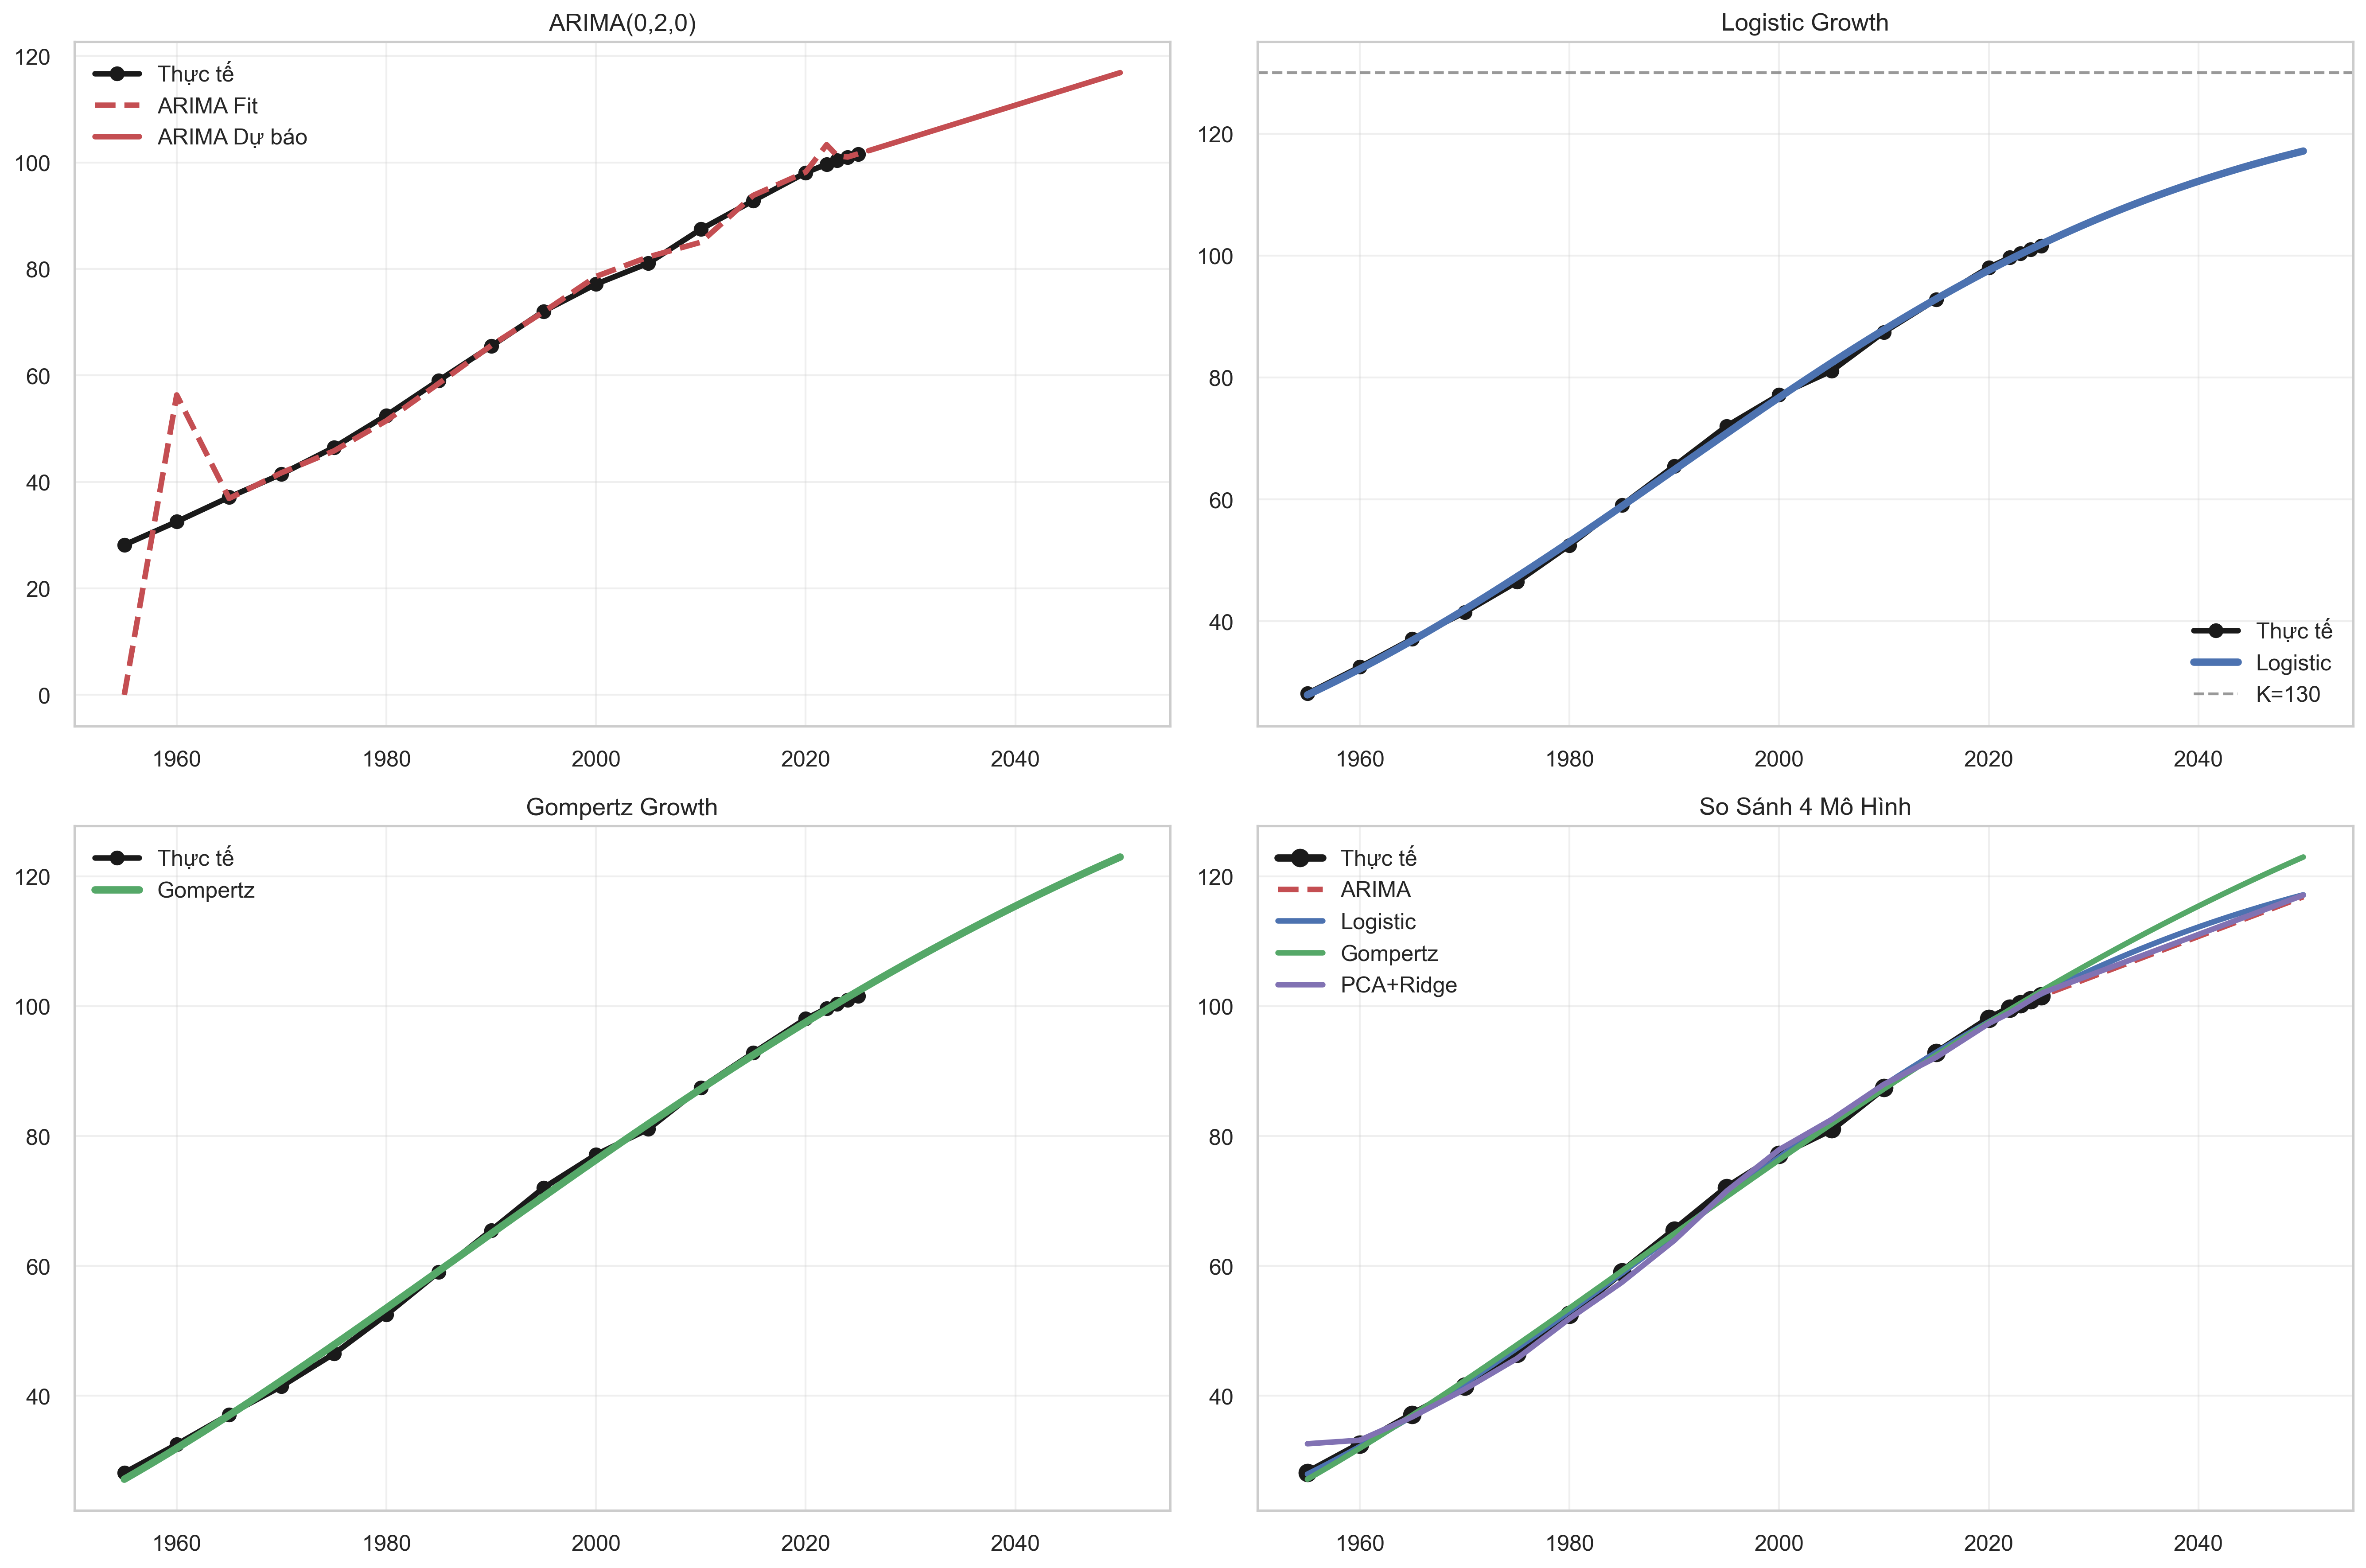 ARIMA(0,2,0)
120
100
80
60
40
20
0
Thực tế
ARIMA Fit
ARIMA Dự báo
1960
1980
2000
2020
2040
Logistic Growth
120
100
80
60
40
Thực tế
Logistic
K=130
1960
1980
2000
2020
2040
Gompertz Growth
120
100
80
60
40
Thực tế
Gompertz
1960
1980
2000
2020
2040
So Sánh 4 Mô Hình
120
100
80
60
40
Thực tế
ARIMA
Logistic
Gompertz
PCA+Ridge
1960
1980
2000
2020
2040